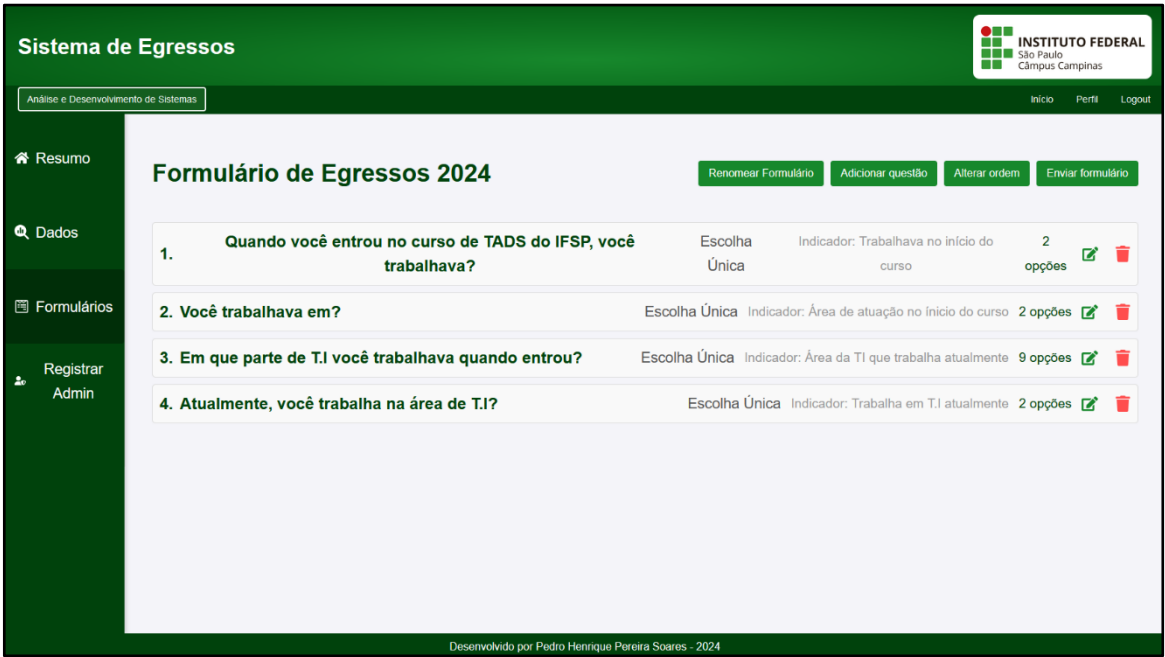 Sistema de Egressos
INSTITUTO FEDERAL
São Paulo
Câmpus Campinas
Análise e Desenvolvimento de Sistemas
Início Perfil Logout
Resumo
Dados
Formulários
Registrar
Admin
Formulário de Egressos 2024
Renomear Formulário Adicionar questão Alterar ordem Enviar formulário
1. Quando você entrou no curso de TADS do IFSP, você
trabalhava?
Escolha
Única
Indicador: Trabalhava no início do
curso
2
opções
2. Você trabalhava em? Escolha Única Indicador: Área de atuação no ínicio do curso 2 opções
3. Em que parte de T.I você trabalhava quando entrou? Escolha Única Indicador: Área da TI que trabalha atualmente 9 opções
4. Atualmente, você trabalha na área de T.I? Escolha Única Indicador: Trabalha em T.I atualmente 2 opções
Desenvolvido por Pedro Henrique Pereira Soares - 2024